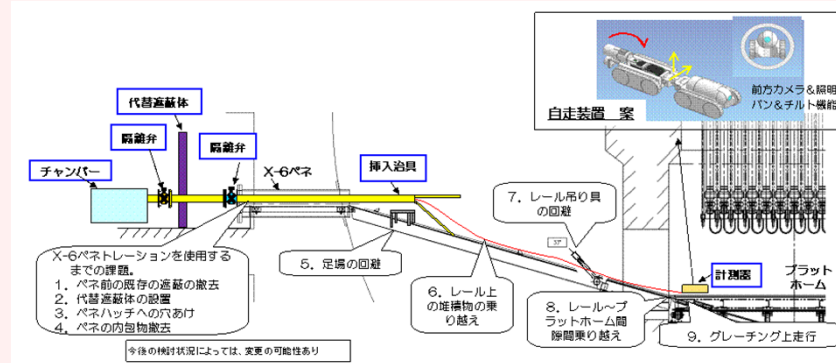 前方カメラ&照明
パン&チルト機能
自走装置 案
代替遮蔽体
隔離弁
隔離弁
チャンバー
X-6ペネ
挿入治具
7. レール吊り具
の回避
37°
X-6ペネトレーションを使用する
までの課題。
1. ペネ前の既存の遮蔽の撤去
2. 代替遮蔽体の設置
3. ペネハッチへの穴あけ
4. ペネの内包物撤去
5. 足場の回避
6. レール上
の堆積物の乗
り越え
計測器
プラット
ホーム
8. レール~プ
ラットホーム間
隙間乗り越え
9. グレーチング上走行
今後の検討状況によっては、変更の可能性あり